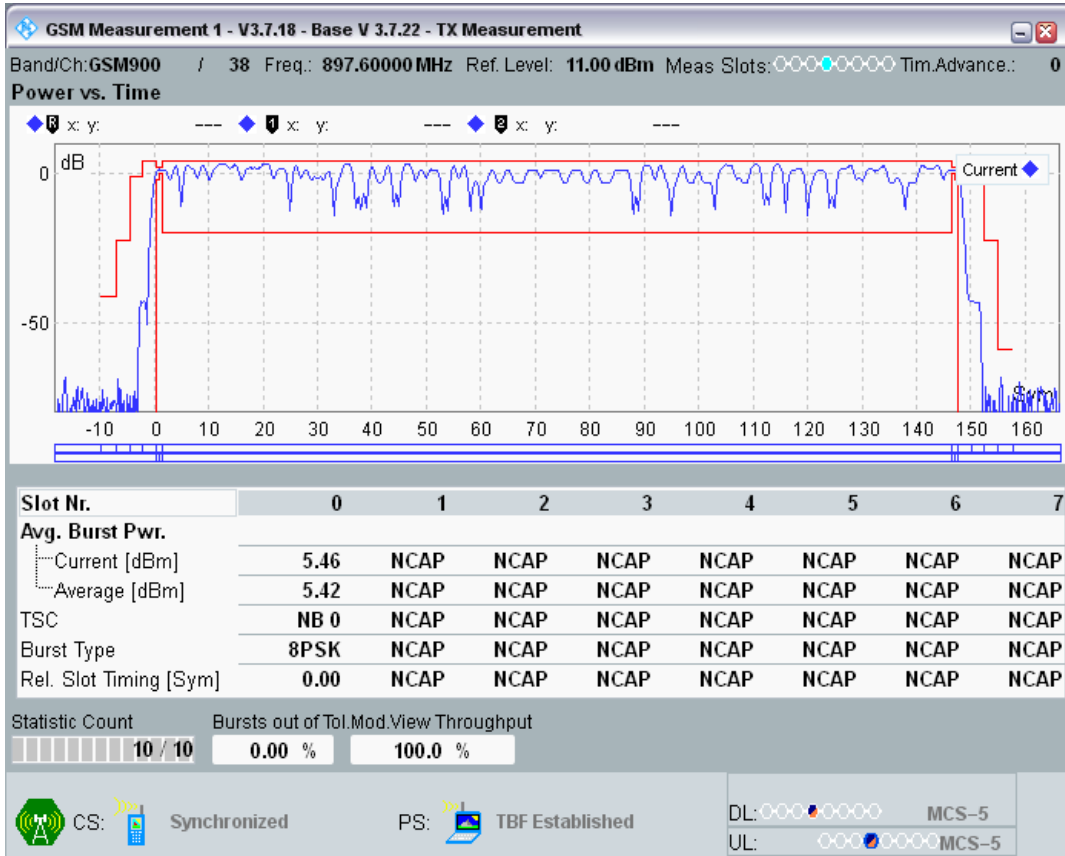 GSM Measurement 1 - V3.7.18 - Base V 3.7.22 - TX Measurement
Band/Ch:GSM900 / 38 Freq.: 897.60000 MHz Ref. Level: 11.00 dBm Meas Slots: Tim.Advance.: 0
Power vs. Time
R x: y: --- 1 x: y: --- 2 x: y: ---
dB
Current
0
-50
Sym
-10 0 10 20 30 40 50 60 70 80 90 100 110 120 130 140 150 160
Slot Nr. 0 1 2 3 4 5 6 7
Avg. Burst Pwr.
Current [dBm] 5.46 NCAP NCAP NCAP NCAP NCAP NCAP NCAP
Average [dBm] 5.42 NCAP NCAP NCAP NCAP NCAP NCAP NCAP
TSC NB 0 NCAP NCAP NCAP NCAP NCAP NCAP NCAP
Burst Type 8PSK NCAP NCAP NCAP NCAP NCAP NCAP NCAP
Rel. Slot Timing [Sym] 0.00 NCAP NCAP NCAP NCAP NCAP NCAP NCAP
Statistic Count Bursts out of Tol. Mod.View Throughput
10 / 10 0.00 % 100.0 %
CS: Synchronized PS: TBF Established DL: MCS-5
UL: MCS-5